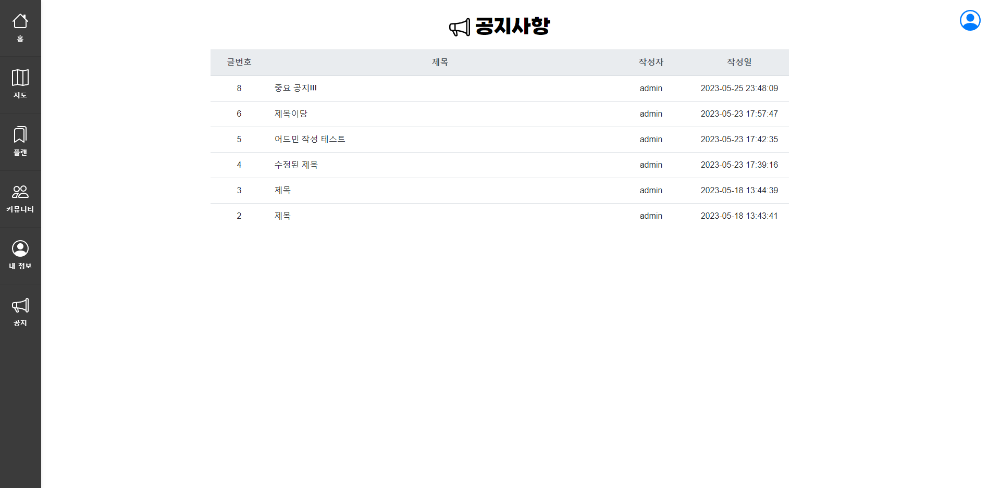 홈
지도
플랜
커뮤니티
내 정보
공지
공지사항
글번호 제목 작성자 작성일
8 중요 공지!!! admin 2023-05-25 23:48:09
6 제목이당 admin 2023-05-23 17:57:47
5 어드민 작성 테스트 admin 2023-05-23 17:42:35
4 수정된 제목 admin 2023-05-23 17:39:16
3 제목 admin 2023-05-18 13:44:39
2 제목 admin 2023-05-18 13:43:41